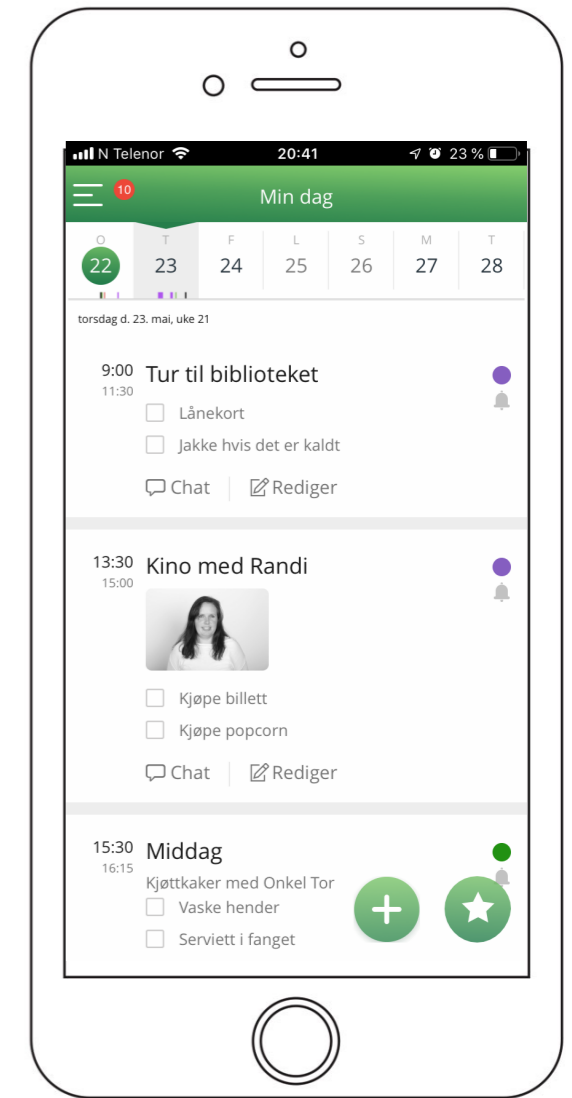 N Telenor 20:41 23 %
10 Min dag
O T F L S M T
22 23 24 25 26 27 28
torsdag d. 23. mai, uke 21
9:00 Tur til biblioteket
11:30
Lånekort
Jakke hvis det er kaldt
Chat Rediger
13:30 Kino med Randi
15:00
Kjøpe billett
Kjøpe popcorn
Chat Rediger
15:30 Middag
16:15
Kjøttkaker med Onkel Tor
Vaske hender
Serviett i fanget